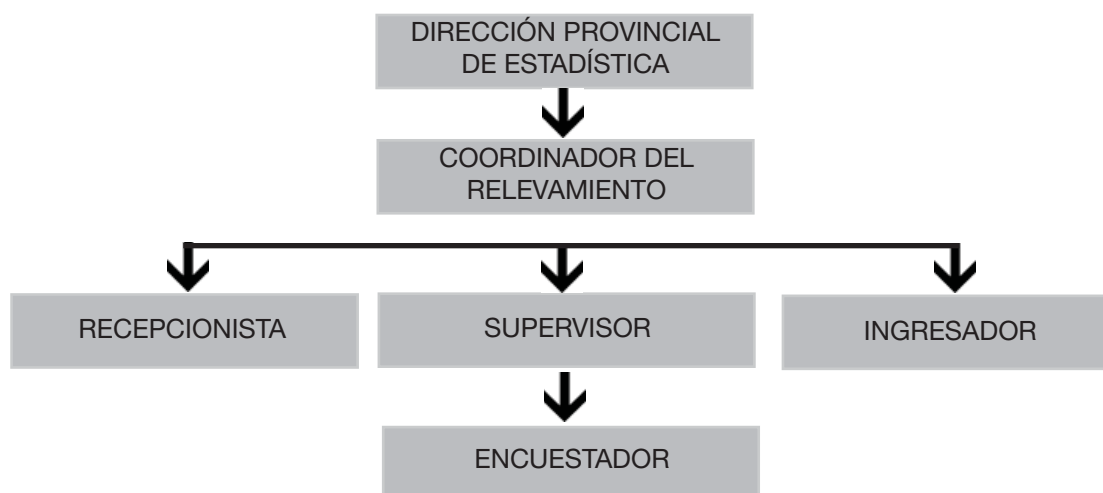 DIRECCIÓN PROVINCIAL
DE ESTADÍSTICA
COORDINADOR DEL
RELEVAMIENTO
RECEPCIONISTA
SUPERVISOR
INGRESADOR
ENCUESTADOR